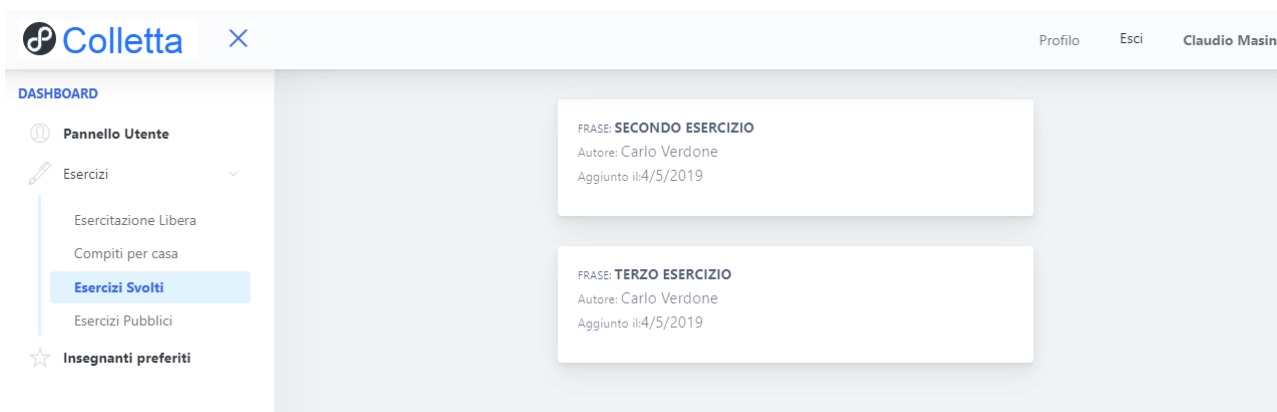 Colletta
Profilo
Esci
Claudio Masin
DASHBOARD
Pannello Utente
Esercizi
Esercitazione Libera
Compiti per casa
Esercizi Svolti
Esercizi Pubblici
Insegnanti preferiti
FRASE: SECONDO ESERCIZIO
Autore: Carlo Verdone
Aggiunto il:4/5/2019
FRASE: TERZO ESERCIZIO
Autore: Carlo Verdone
Aggiunto il:4/5/2019